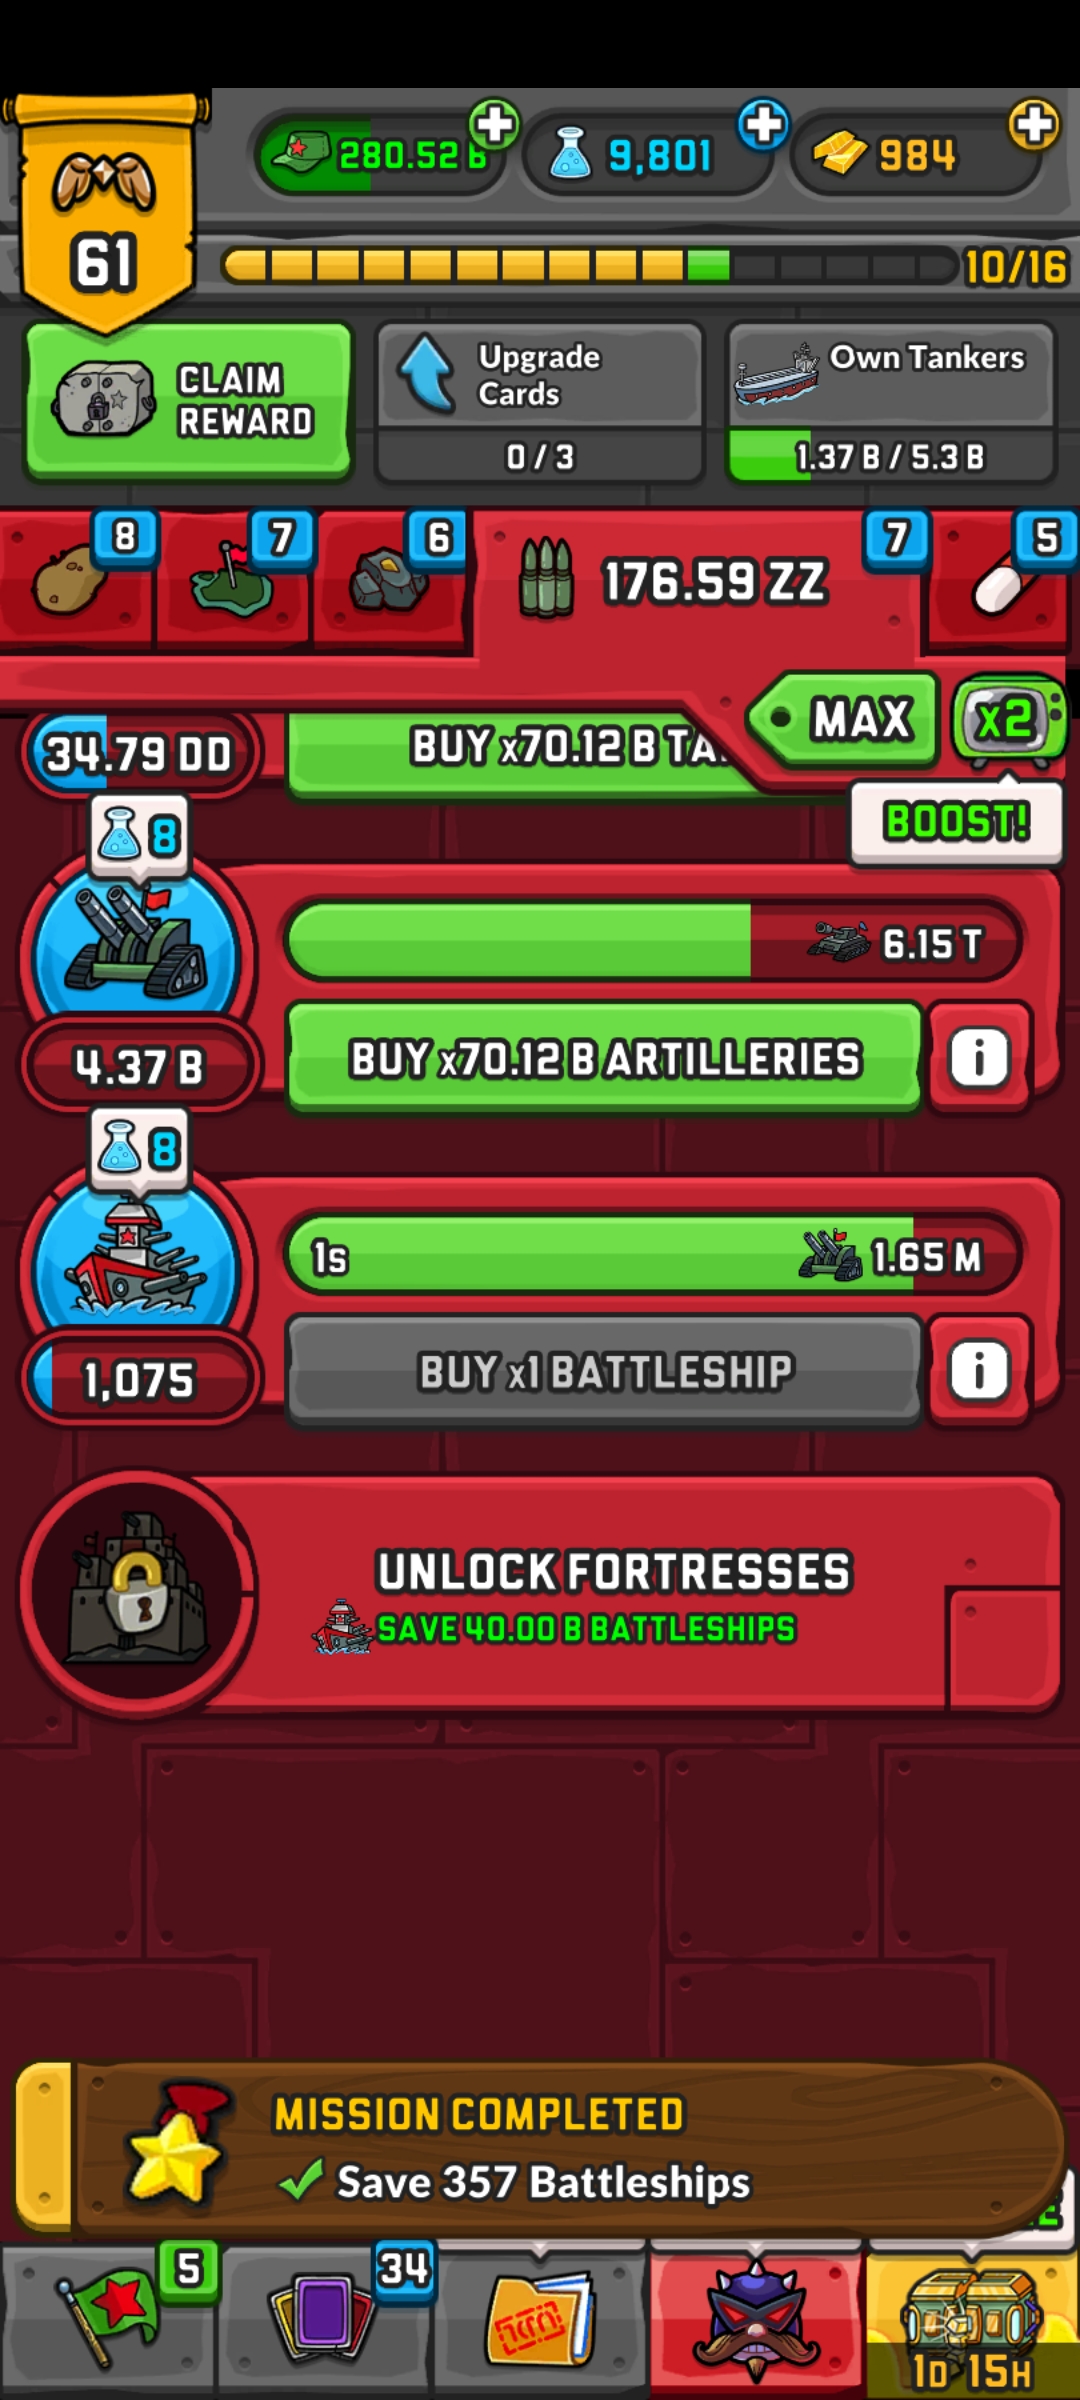 280.52 B
9,801
984
61
10/16
CLAIM
REWARD
Upgrade
Cards
0 / 3
Own Tankers
1.37 B / 5.3 B
8
7
6
176.59 ZZ
7
5
MAX
x2
34.79 DD
BUY x70.12 B TA
BOOST!
8
6.15 T
4.37 B
BUY x70.12 B ARTILLERIES
i
8
1s
1.65 M
1,075
BUY x1 BATTLESHIP
i
UNLOCK FORTRESSES
SAVE 40.00 B BATTLESHIPS
MISSION COMPLETED
Save 357 Battleships
5
34
1D 15H